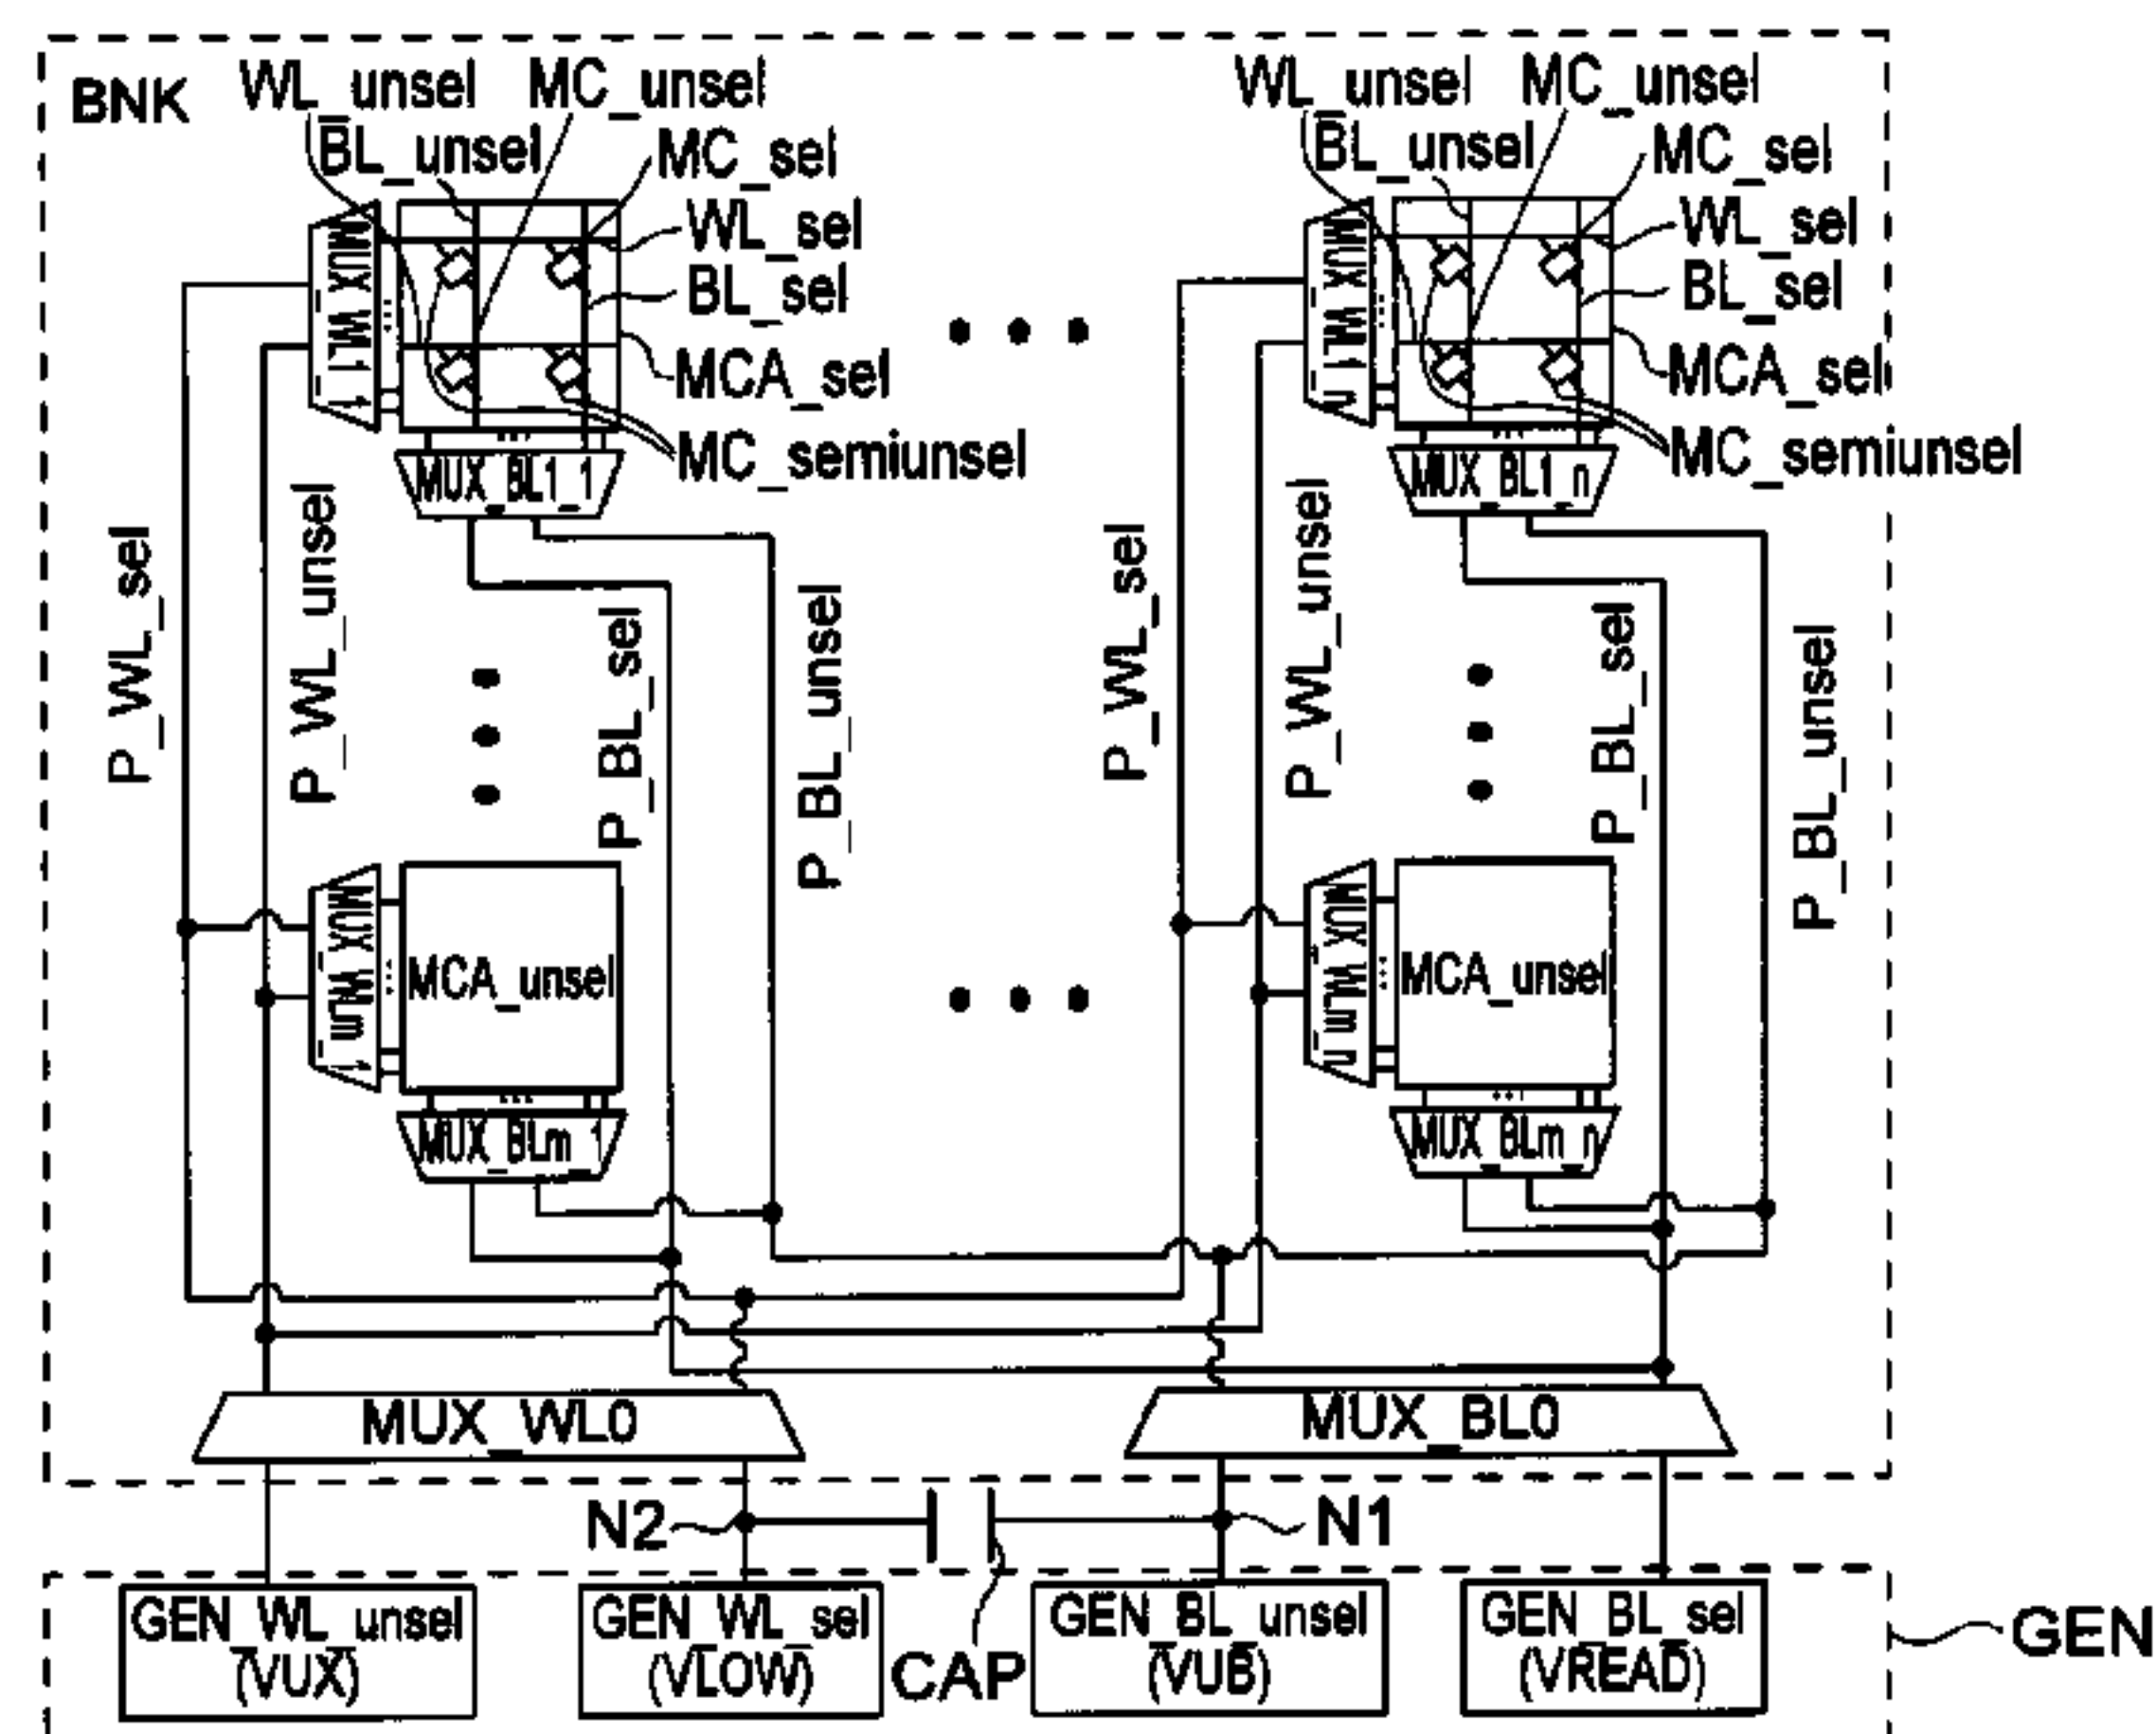 BNK
WL_unsel
MC_unsel
BL_unsel
MC_sel
WL_sel
BL_sel
MCA_sel
MC_semiunsel
MUX_WL1_1
MUX_BL1_1
WL_unsel
MC_unsel
BL_unsel
MC_sel
WL_sel
BL_sel
MCA_sel
MC_semiunsel
MUX_WL1_n
MUX_BL1_n
P_WL_sel
P_WL_unsel
P_BL_sel
P_BL_unsel
P_WL_sel
P_WL_unsel
P_BL_sel
P_BL_unsel
MUX_WLm_1
MCA_unsel
MUX_BLm_1
MUX_WLm_n
MCA_unsel
MUX_BLm_n
MUX_WL0
MUX_BL0
N2
N1
GEN_WL_unsel
(VUX)
GEN_WL_sel
(VLOW)
CAP
GEN_BL_unsel
(VUB)
GEN_BL_sel
(VREAD)
GEN